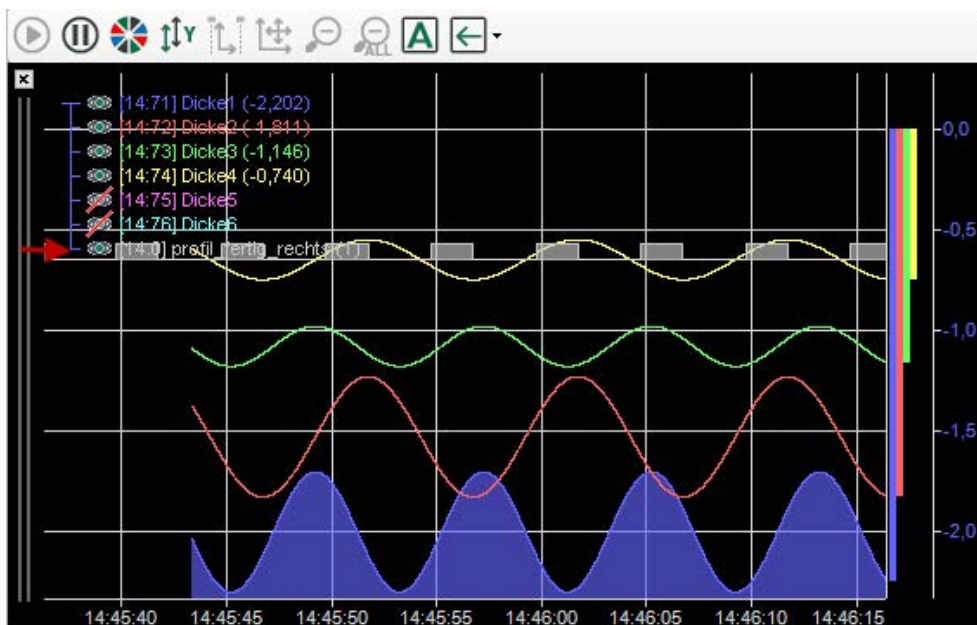 Y
ALL
A
[14:71] Dicke1 (-2,202)
[14:72] Dicke2 (-1,811)
[14:73] Dicke3 (-1,146)
[14:74] Dicke4 (-0,740)
[14:75] Dicke5
[14:76] Dicke6
[14.0] profil_fertig_rechts (1)
-0,0
-0,5
-1,0
-1,5
-2,0
14:45:40 14:45:45 14:45:50 14:45:55 14:46:00 14:46:05 14:46:10 14:46:15